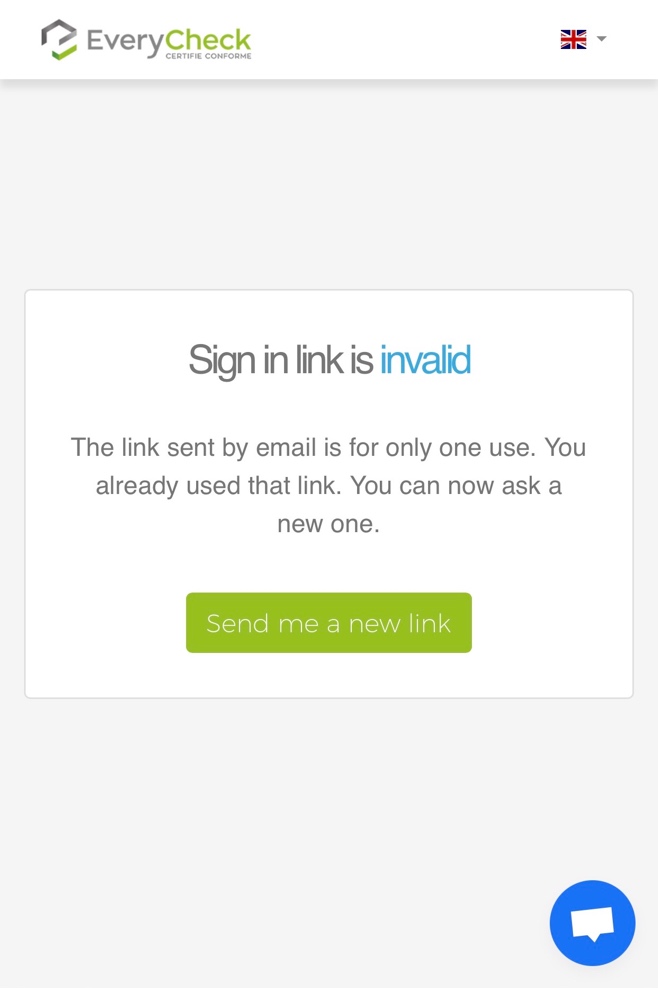 EveryCheck
CERTIFIE CONFORME
Sign in link is invalid
The link sent by email is for only one use. You
already used that link. You can now ask a
new one.
Send me a new link